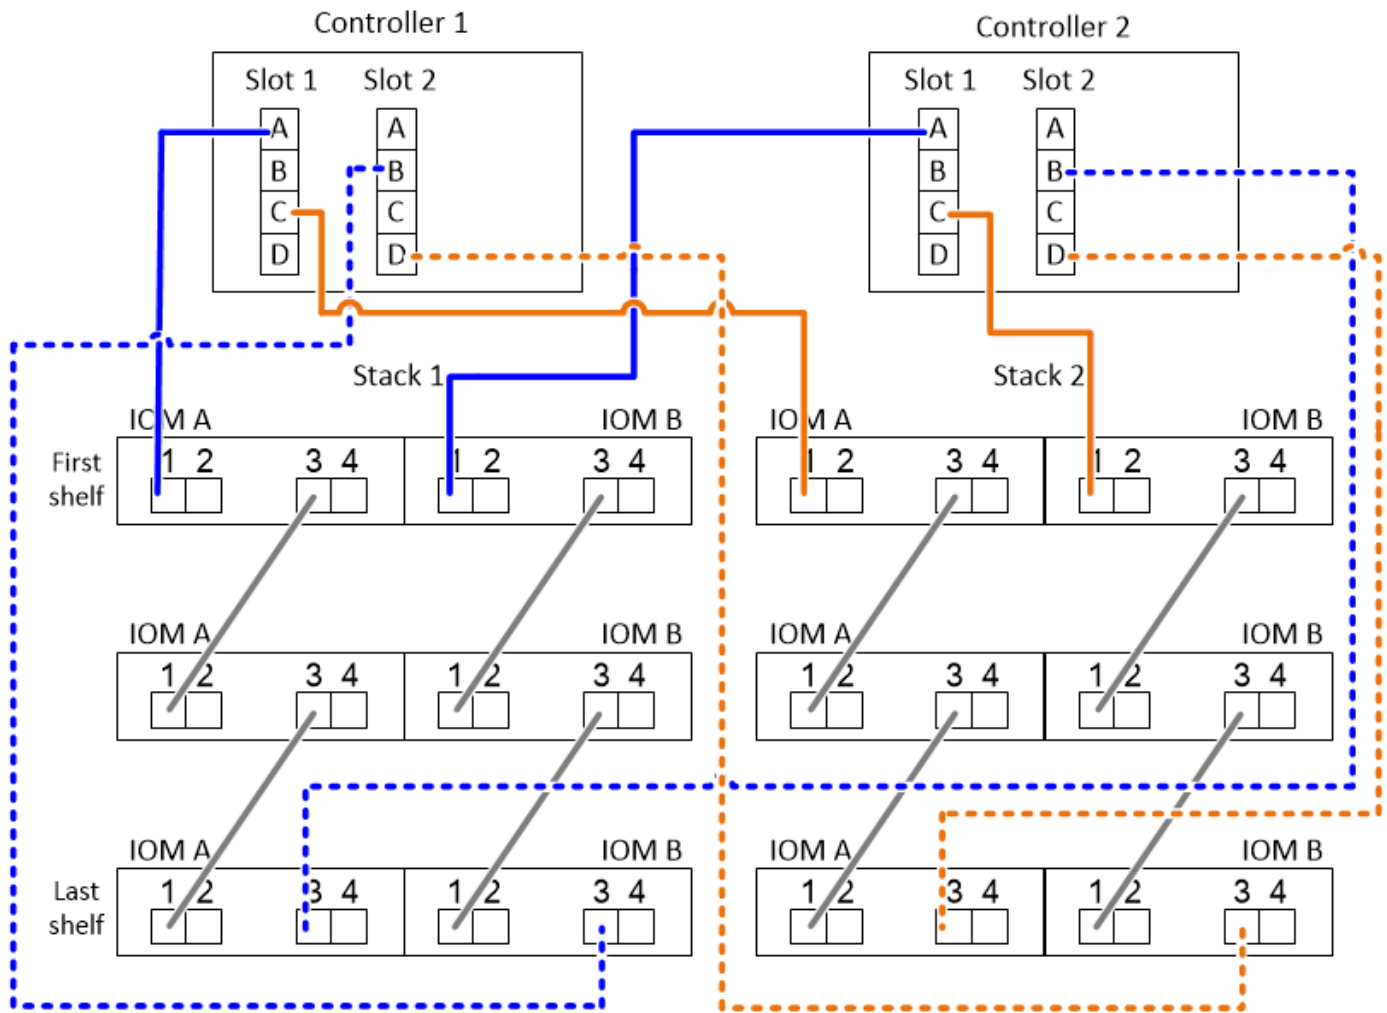 Controller 1
Controller 2
Slot 1 Slot 2
Slot 1 Slot 2
A A
B B
C C
D D
A A
B B
C C
D D
Stack 1
Stack 2
IOM A IOM B
IOM A IOM B
First
shelf
1 2 3 4 1 2 3 4
1 2 3 4 1 2 3 4
IOM A IOM B
IOM A IOM B
1 2 3 4 1 2 3 4
1 2 3 4 1 2 3 4
IOM A IOM B
IOM A IOM B
Last
shelf
1 2 3 4 1 2 3 4
1 2 3 4 1 2 3 4